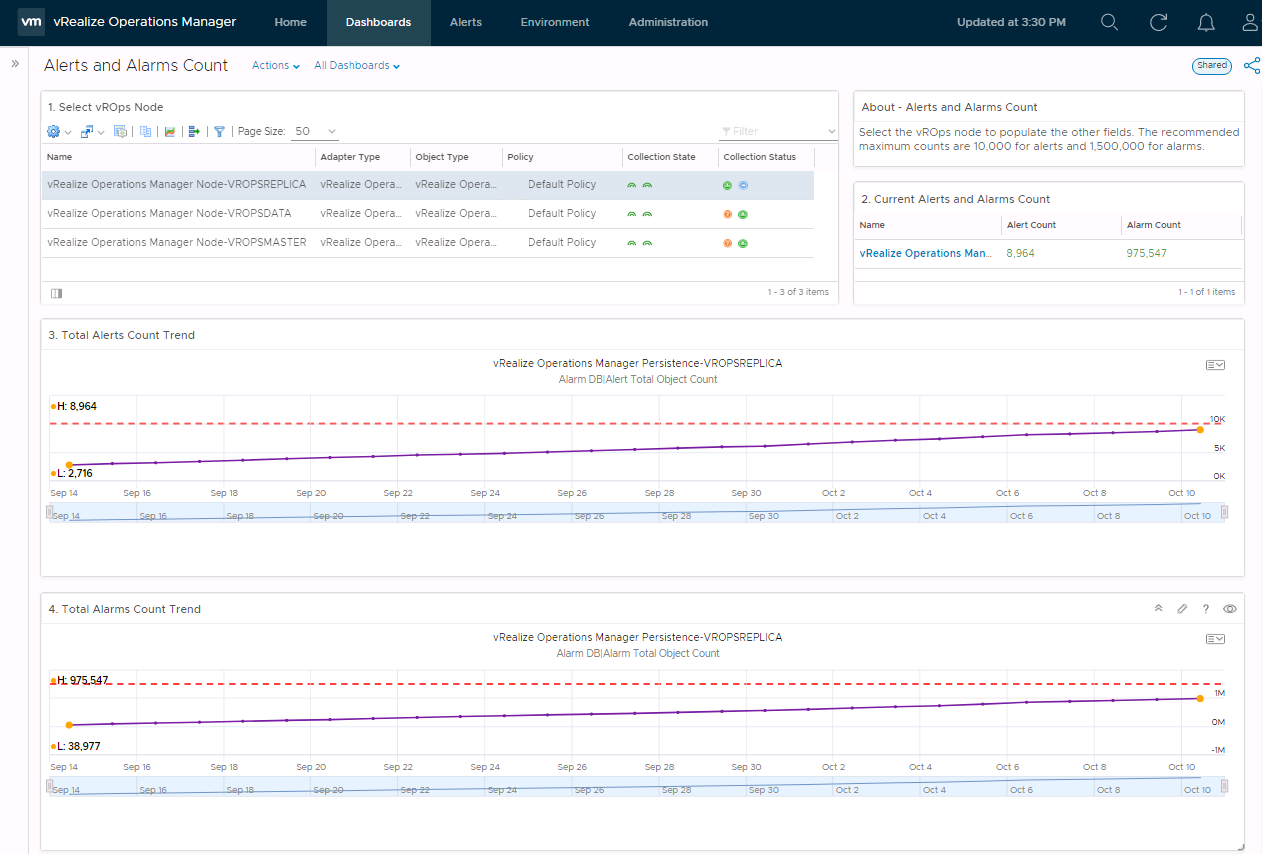 vm vRealize Operations Manager Home Dashboards Alerts Environment Administration Updated at 3:30 PM
Alerts and Alarms Count Actions All Dashboards Shared
1. Select vROps Node
Page Size: 50 Filter
Name Adapter Type Object Type Policy Collection State Collection Status
vRealize Operations Manager Node-VROPSREPLICA vRealize Opera... vRealize Opera... Default Policy
vRealize Operations Manager Node-VROPSDATA vRealize Opera... vRealize Opera... Default Policy
vRealize Operations Manager Node-VROPSMASTER vRealize Opera... vRealize Opera... Default Policy
1 - 3 of 3 items
About - Alerts and Alarms Count
Select the vROps node to populate the other fields. The recommended
maximum counts are 10,000 for alerts and 1,500,000 for alarms.
2. Current Alerts and Alarms Count
Name Alert Count Alarm Count
vRealize Operations Man... 8,964 975,547
1 - 1 of 1 items
3. Total Alerts Count Trend
vRealize Operations Manager Persistence-VROPSREPLICA
Alarm DB|Alert Total Object Count
H: 8,964
10K
5K
L: 2,716
0K
Sep 14 Sep 16 Sep 18 Sep 20 Sep 22 Sep 24 Sep 26 Sep 28 Sep 30 Oct 2 Oct 4 Oct 6 Oct 8 Oct 10
Sep 14 Sep 16 Sep 18 Sep 20 Sep 22 Sep 24 Sep 26 Sep 28 Sep 30 Oct 2 Oct 4 Oct 6 Oct 8 Oct 10
4. Total Alarms Count Trend ?
vRealize Operations Manager Persistence-VROPSREPLICA
Alarm DB|Alarm Total Object Count
H: 975,547
1M
0M
L: 38,977
-1M
Sep 14 Sep 16 Sep 18 Sep 20 Sep 22 Sep 24 Sep 26 Sep 28 Sep 30 Oct 2 Oct 4 Oct 6 Oct 8 Oct 10
Sep 14 Sep 16 Sep 18 Sep 20 Sep 22 Sep 24 Sep 26 Sep 28 Sep 30 Oct 2 Oct 4 Oct 6 Oct 8 Oct 10